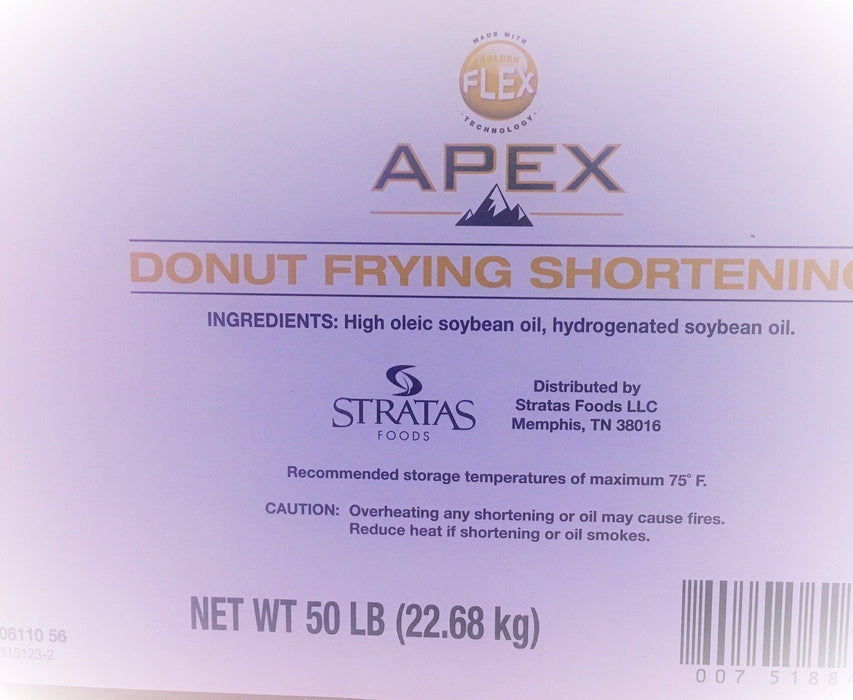 MADE WITH
GOLDEN
FLEX
TECHNOLOGY
APEX
DONUT FRYING SHORTENING
INGREDIENTS: High oleic soybean oil, hydrogenated soybean oil.
STRATAS
FOODS
Distributed by
Stratas Foods LLC
Memphis, TN 38016
Recommended storage temperatures of maximum 75° F.
CAUTION: Overheating any shortening or oil may cause fires.
Reduce heat if shortening or oil smokes.
NET WT 50 LB (22.68 kg)
06110 56
315123-2
007 5188